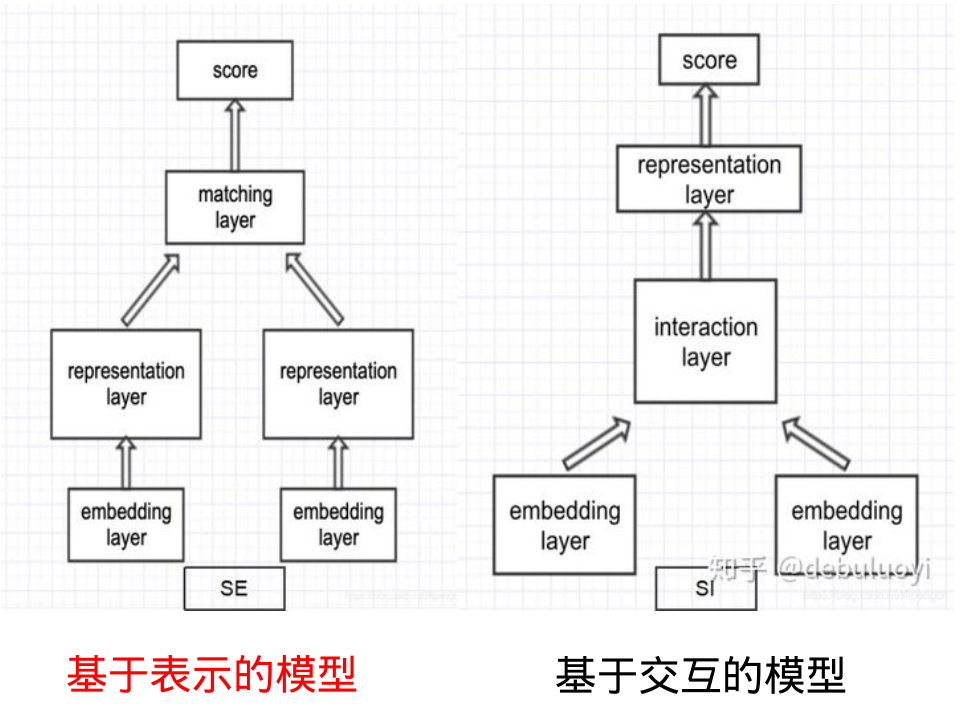 score
matching
layer
representation
layer
representation
layer
embedding
layer
embedding
layer
SE
基于表示的模型
score
representation
layer
interaction
layer
embedding
layer
embedding
layer
知乎 @debuluoyi
SI
基于交互的模型